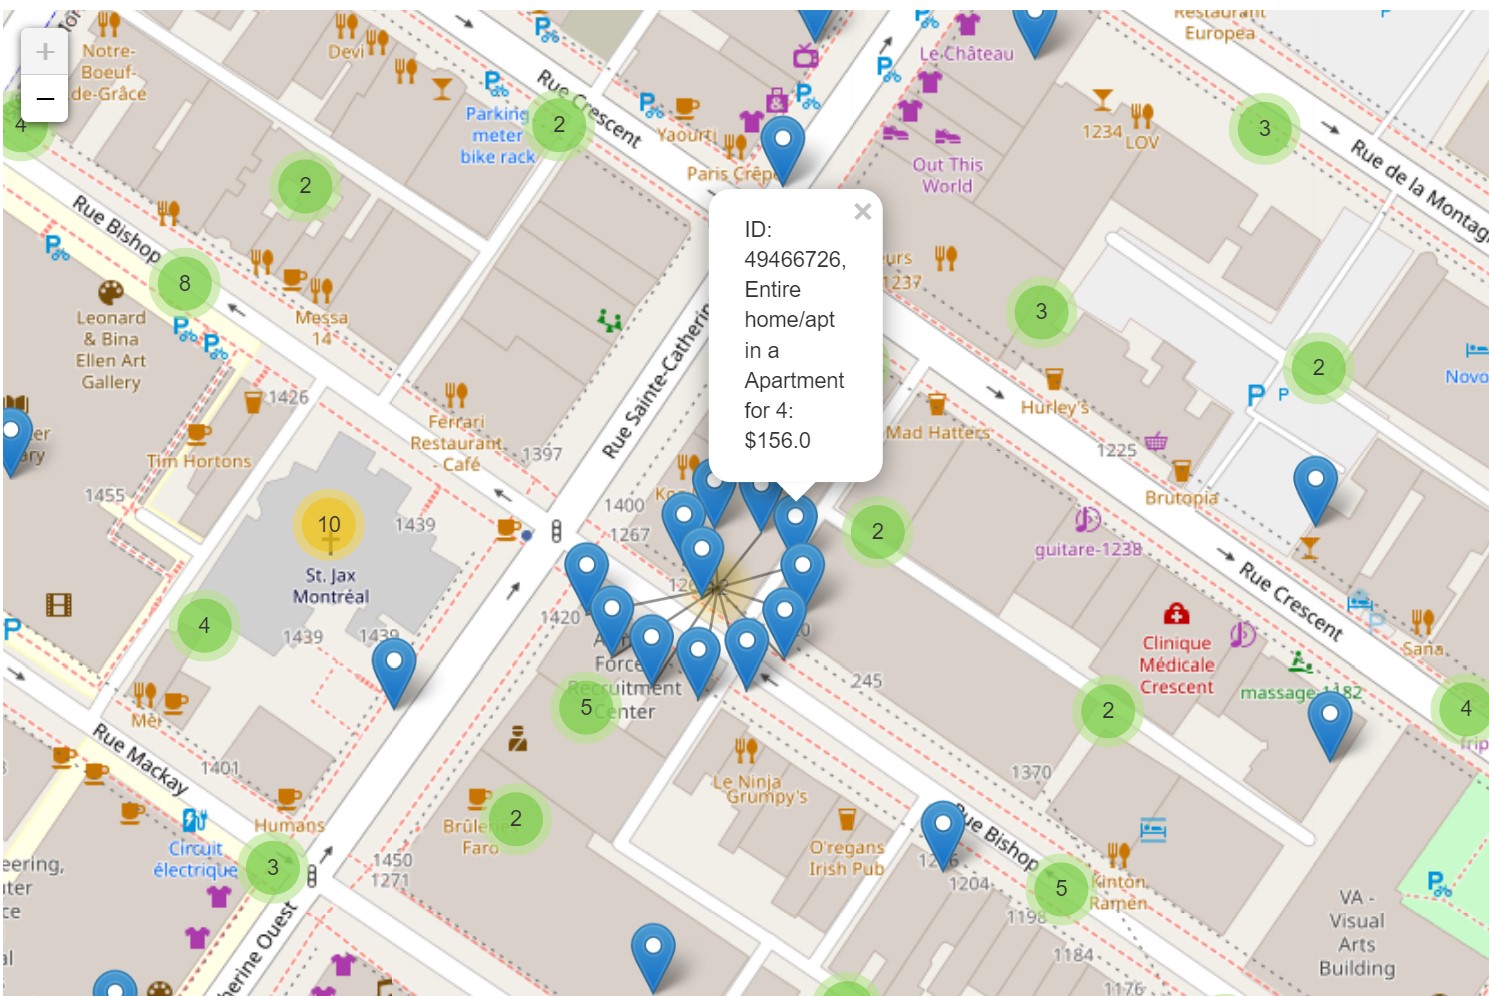 Restaurant
Europea
Notre-
Boeuf-
de-Grâce
Devi
Le Château
+
−
4
Rue Crescent
2
Parking
meter
bike rack
Yaourti
Paris Crêpe
1234
LOV
3
Rue de la Montag
Out This
World
2
Rue Bishop
8
×
ID:
49466726,
Entire
home/apt
in a
Apartment
for 4:
$156.0
1237
3
Messa
14
Leonard
& Bina
Ellen Art
Gallery
Rue Sainte-Catherin
2
Novo
P
P
Hurley's
1426
Ferrari
Restaurant
- Café
Mad Hatters
1225
1397
Tim Hortons
Brutopia
1455
1400
1439
10
1267
2
guitare-1238
St. Jax
Montréal
Rue Crescent
4
1439
1439
1420
P
Clinique
Médicale
Crescent
Sana
Force
Recruitment
Center
245
massage 1182
5
2
4
Rue Mackay
1401
1370
Le Ninja
Grumpy's
Humans
2
Brûlerie
Faro
O'regans
Irish Pub
Rue Bishop
Circuit
électrique
3
1450
1271
1204
5
Kinton
Ramen
1198
VA -
Visual
Arts
Building
herine Ouest
1184
1176